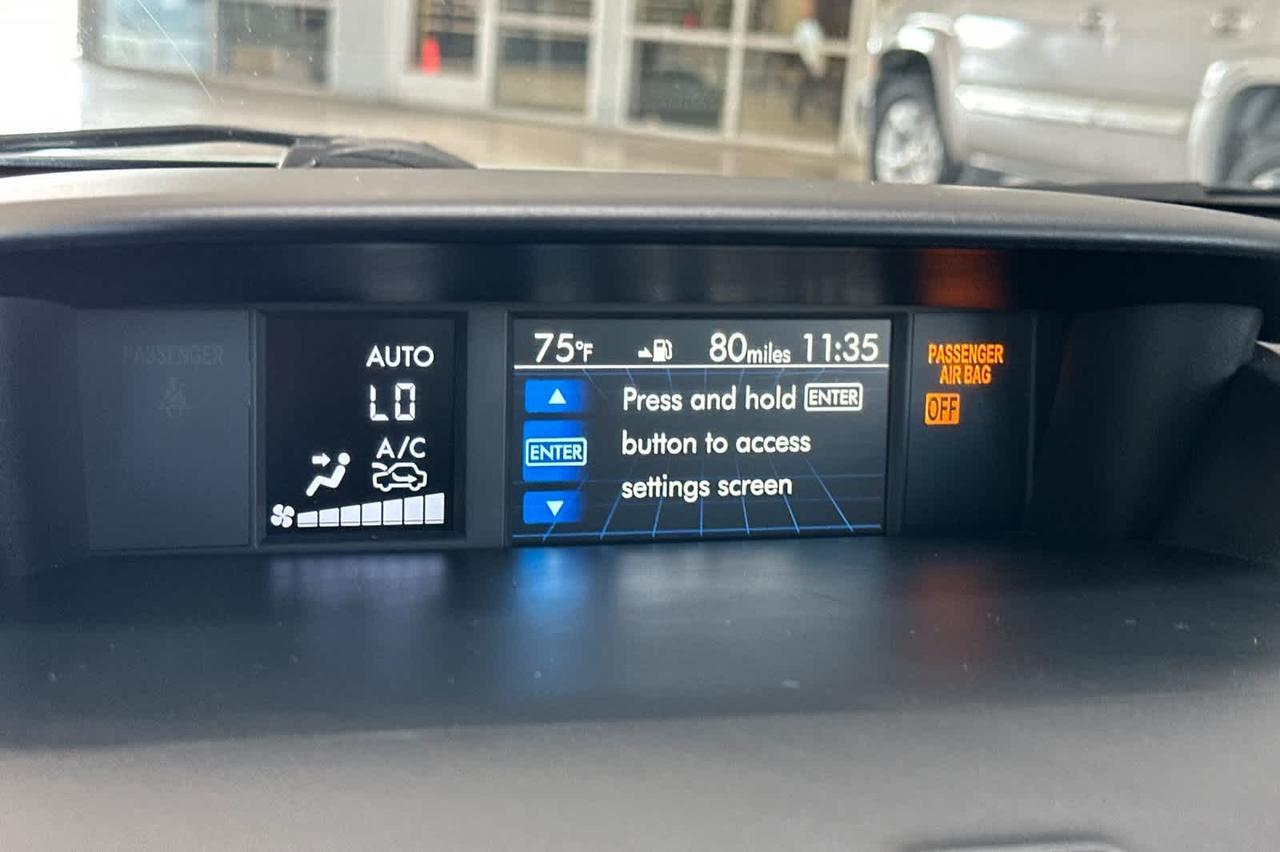 PASSENGER
AUTO
LO
A/C
75°F 80miles 11:35
Press and hold ENTER
button to access
settings screen
ENTER
PASSENGER
AIR BAG
OFF